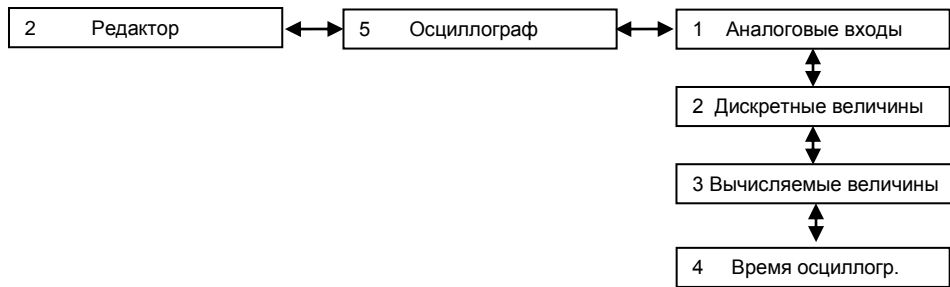 2 Редактор
5 Осциллограф
1 Аналоговые входы
2 Дискретные величины
3 Вычисляемые величины
4 Время осциллогр.